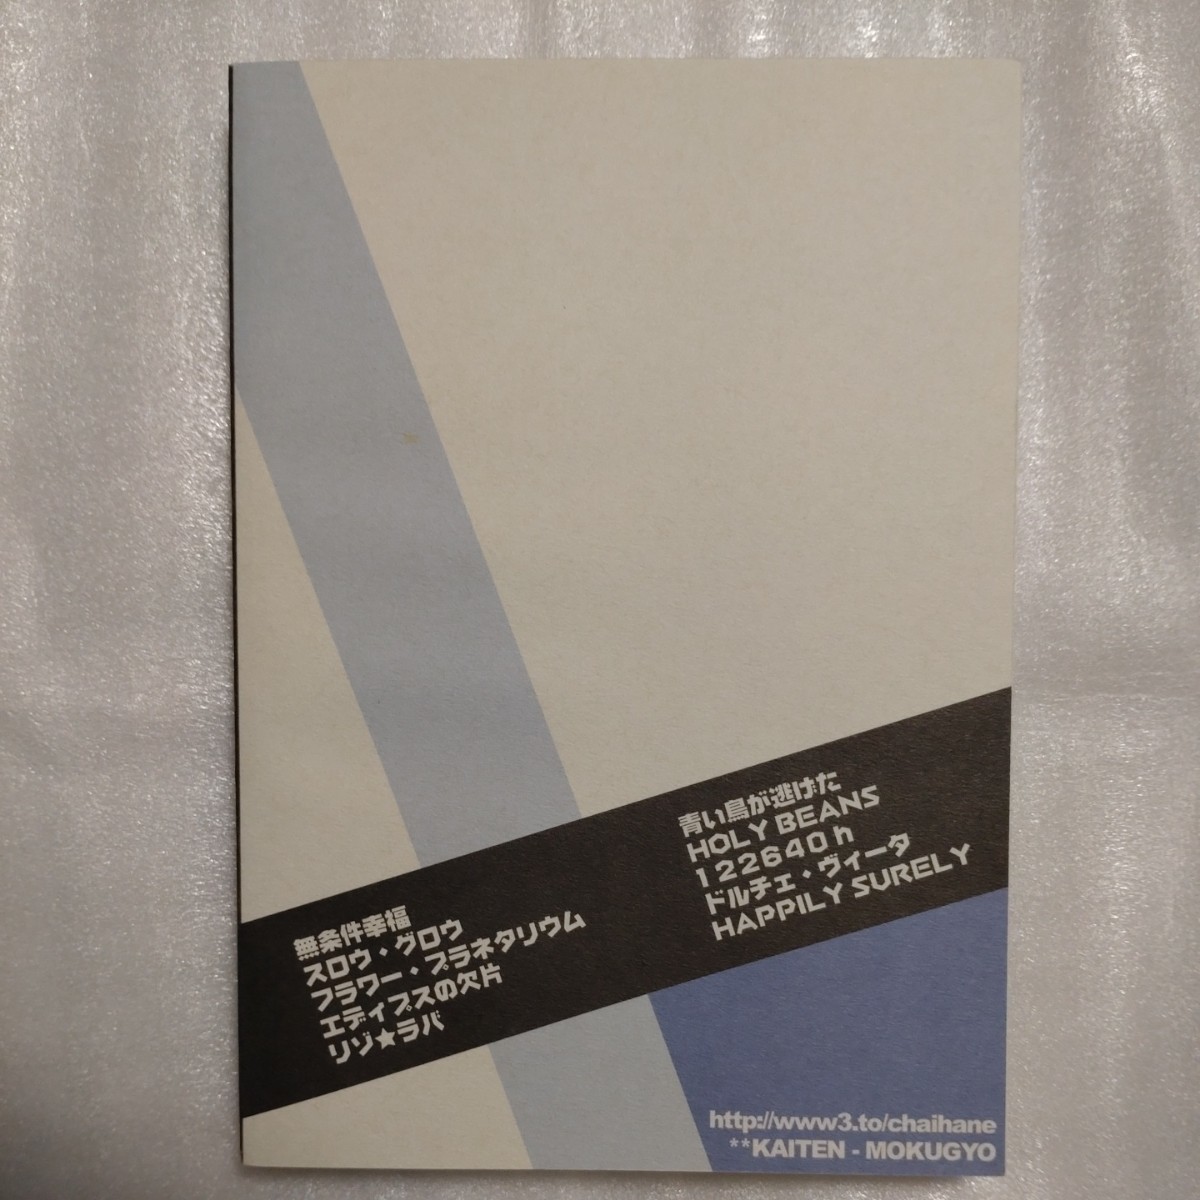 無条件幸福
スロウ・グロウ
フラワー・プラネタリウム
エディプスの欠片
リゾ★ラバ
青い鳥が逃げた
HOLY BEANS
122640h
ドルチェ・ヴィータ
HAPPILY SURELY
http://www3.to/chaihane
**KAITEN - MOKUGYO